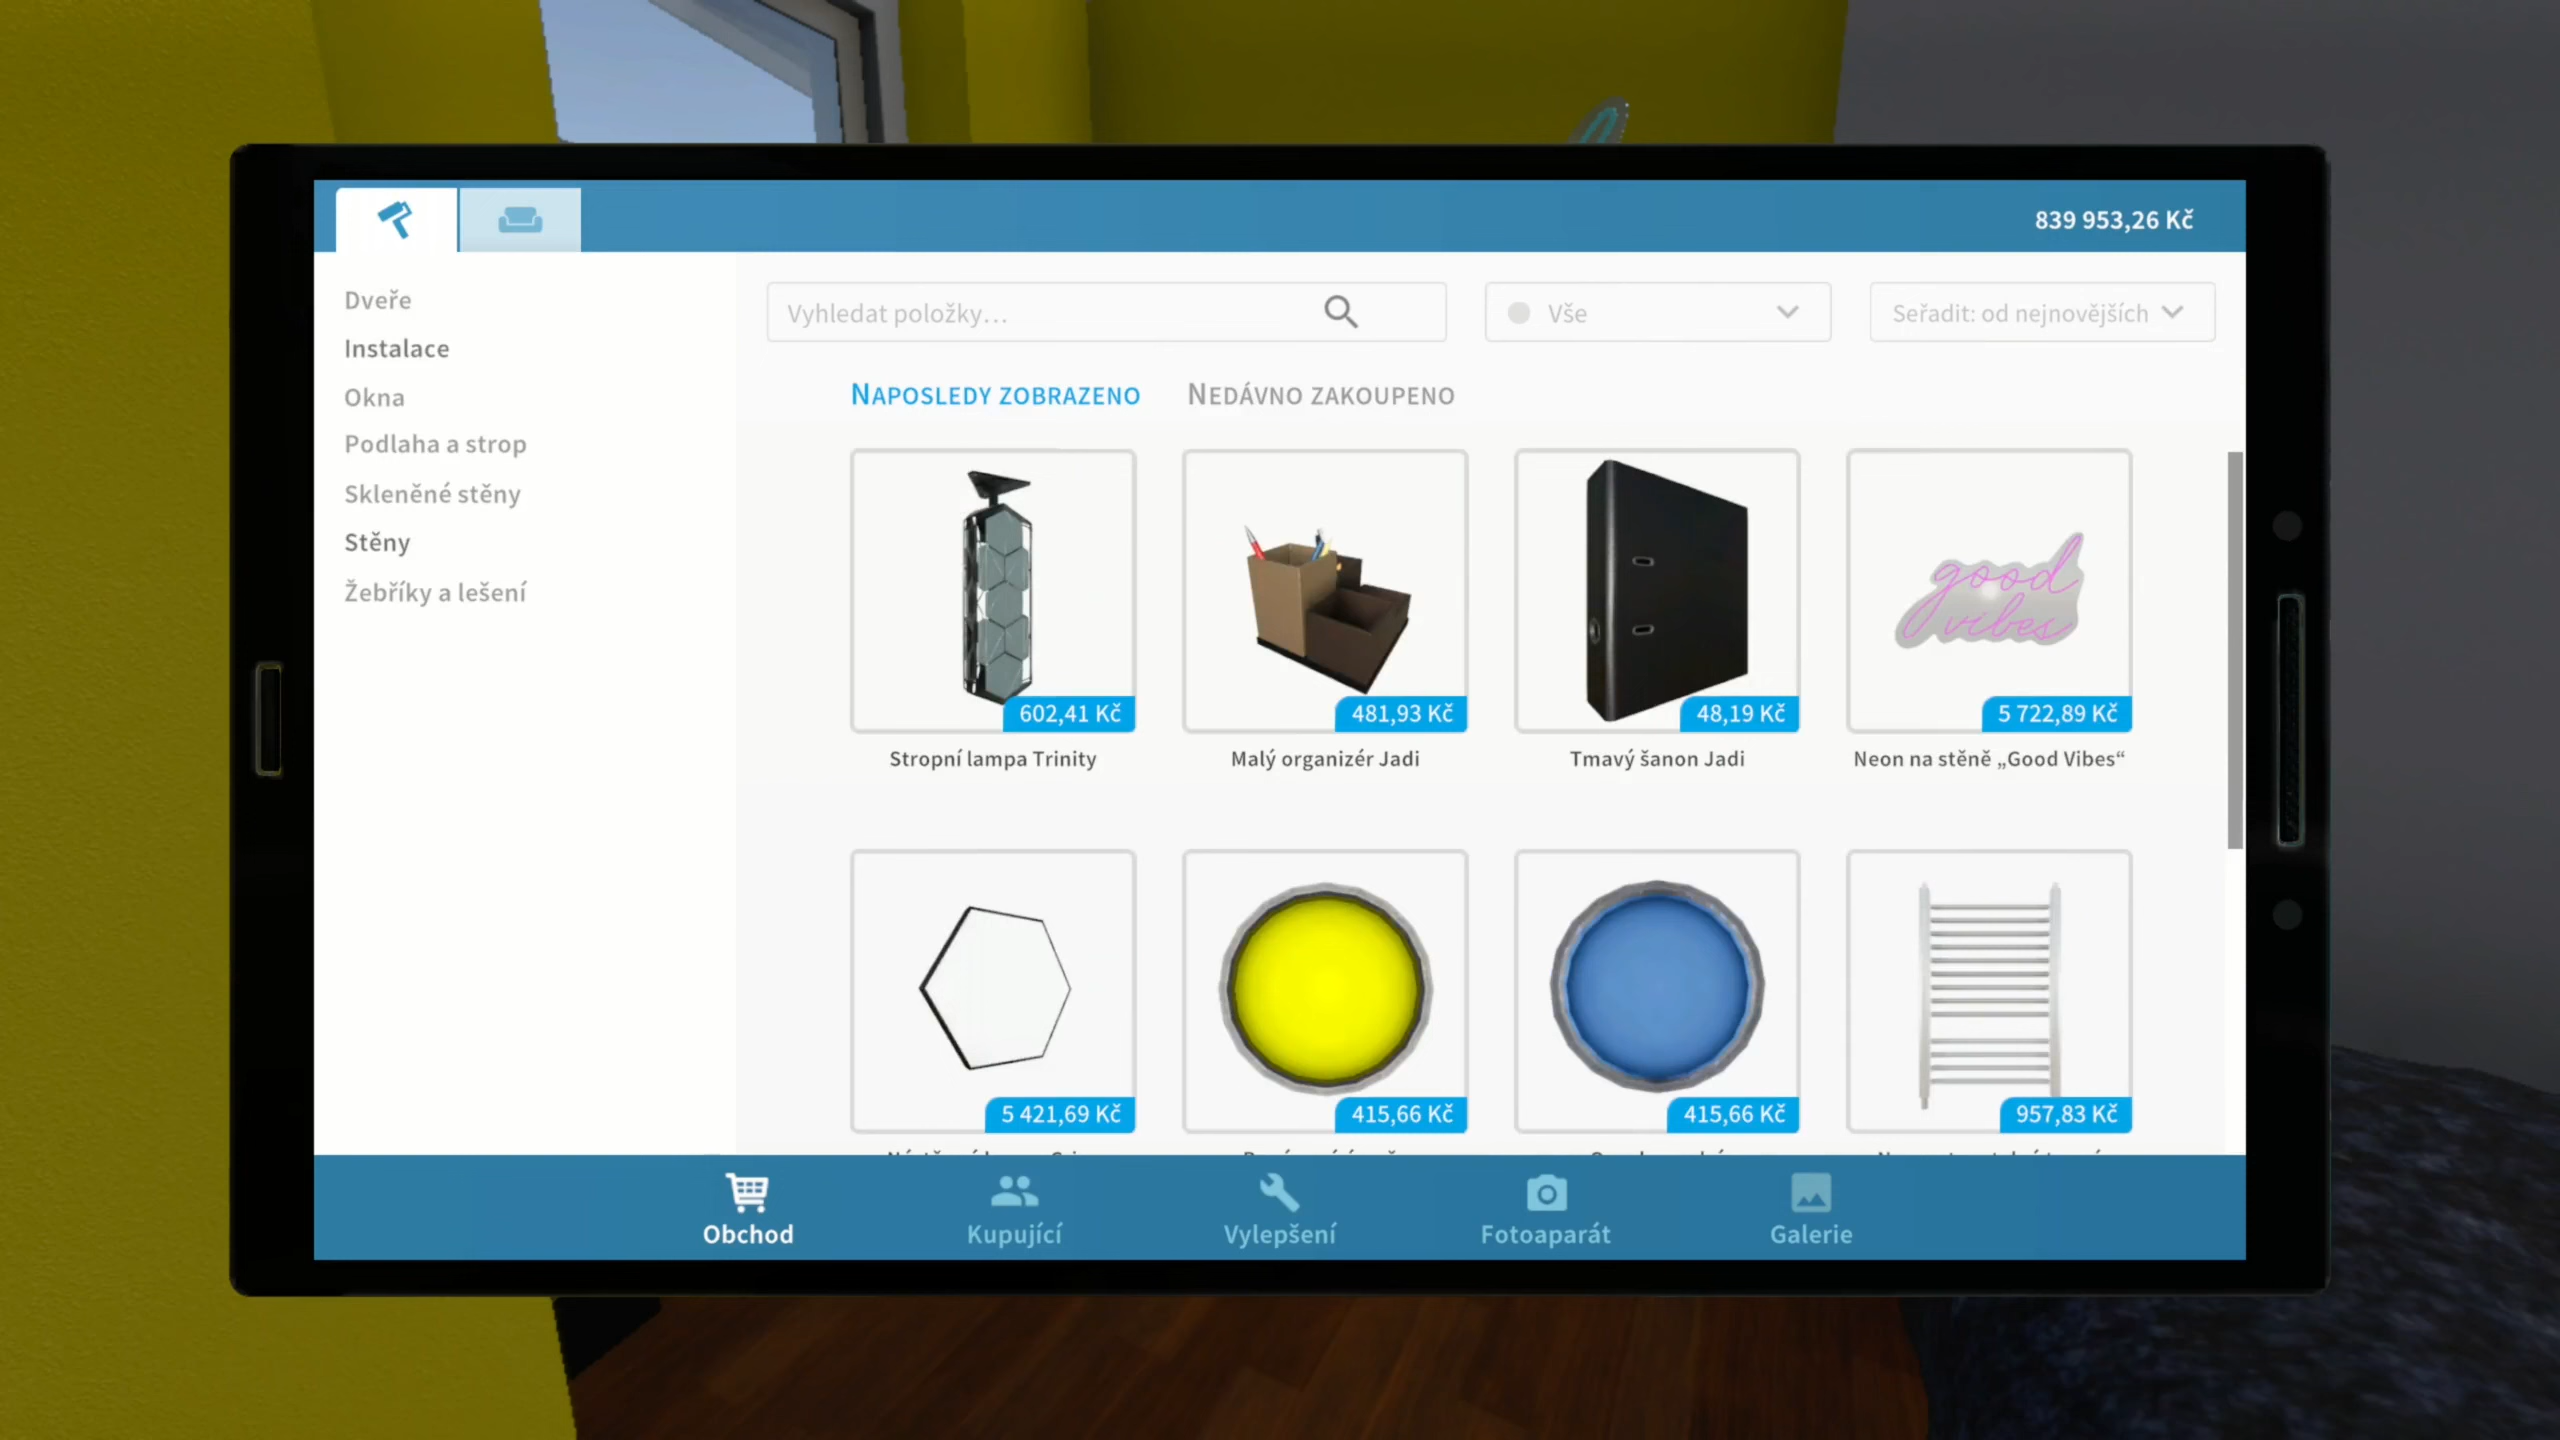 839 953,26 Kč
Dveře
Instalace
Okna
Podlaha a strop
Skleněné stěny
Stěny
Žebříky a lešení
Vyhledat položky…
Vše
Seřadit: od nejnovějších
NAPOSLEDY ZOBRAZENO
NEDÁVNO ZAKOUPENO
602,41 Kč
481,93 Kč
48,19 Kč
5 722,89 Kč
good
vibes
Stropní lampa Trinity
Malý organizér Jadi
Tmavý šanon Jadi
Neon na stěně „Good Vibes“
5 421,69 Kč
415,66 Kč
415,66 Kč
957,83 Kč
Obchod
Kupující
Vylepšení
Fotoaparát
Galerie